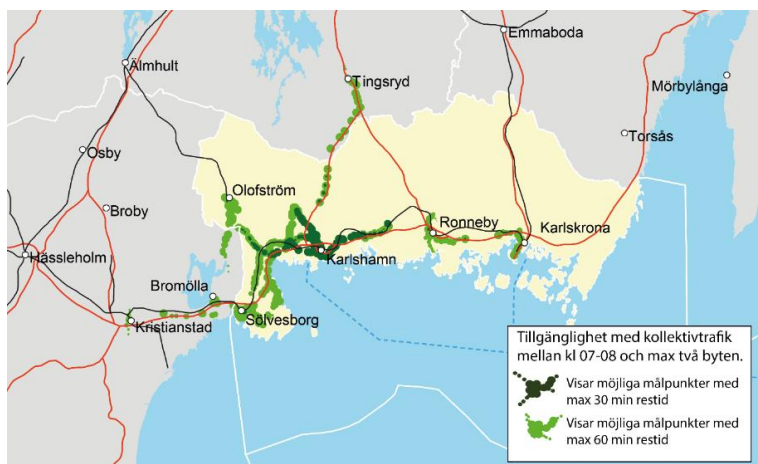 Emmaboda
Älmhult
Tingsryd
Mörbylånga
Torsås
Osby
Olofström
Broby
Ronneby
Karlskrona
Hässleholm
Karlshamn
Bromölla
Sölvesborg
Kristianstad
Tillgänglighet med kollektivtrafik
mellan kl 07-08 och max två byten.
Visar möjliga målpunkter med
max 30 min restid
Visar möjliga målpunkter med
max 60 min restid